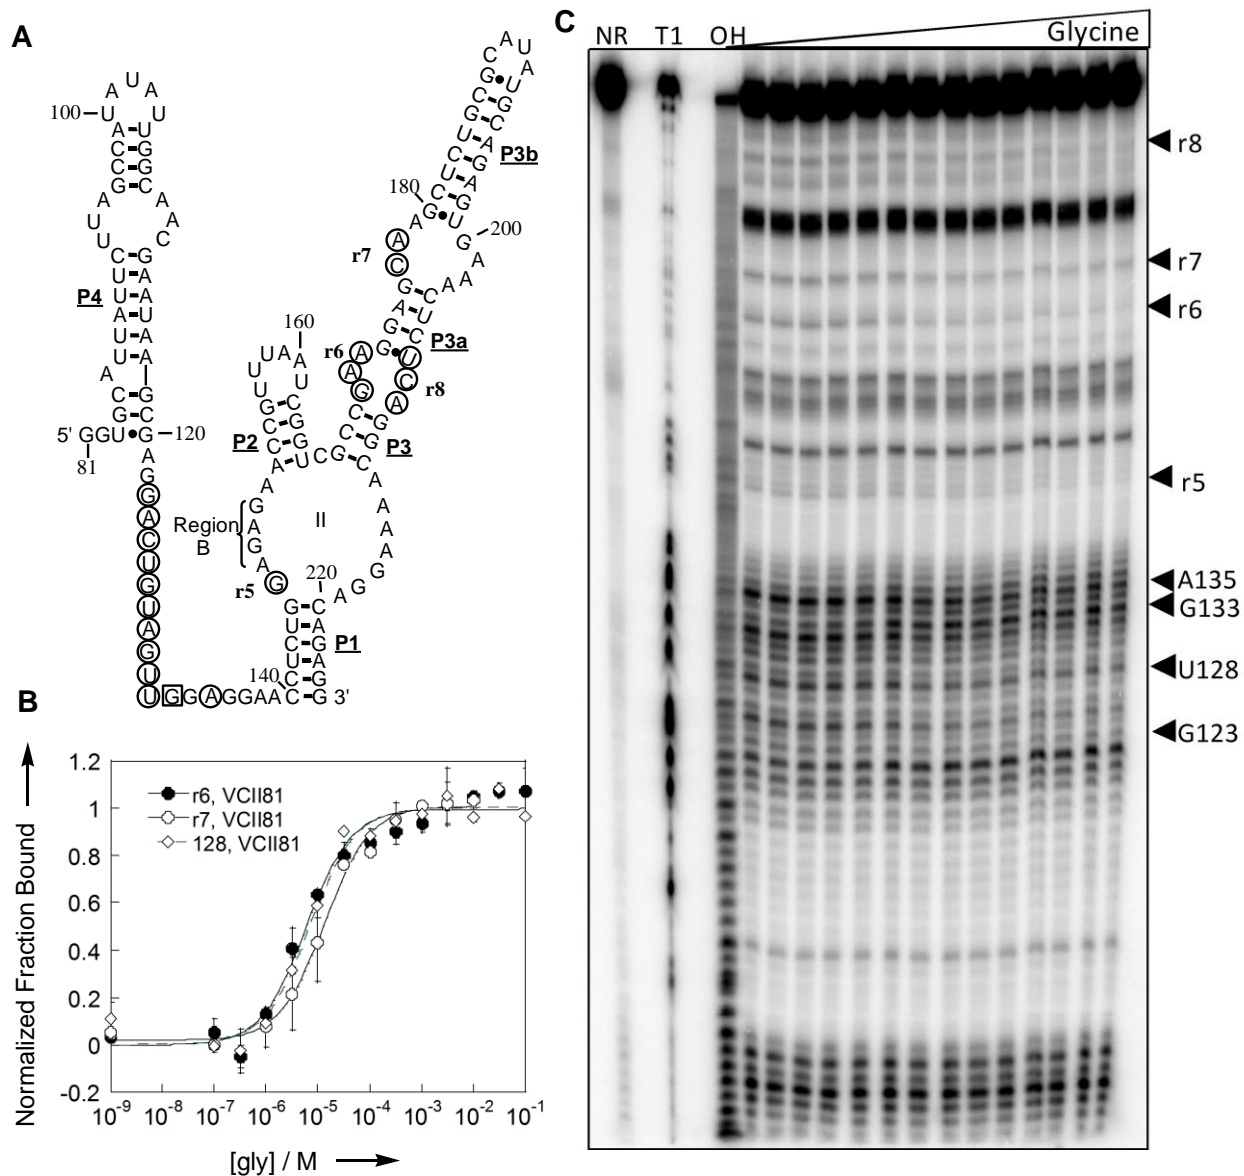 A
100
P4
5' GGU
81
120
P2
160
Region
B
II
r5
P1
140
220
3'
r6
r7
r8
P3
P3a
180
200
P3b
B
Normalized Fraction Bound
1.2
1
0.8
0.6
0.4
0.2
0
-0.2
r6, VCII81
r7, VCII81
128, VCII81
10-9
10-8
10-7
10-6
10-5
10-4
10-3
10-2
10-1
[gly] / M
C
NR T1 OH Glycine
r8
r7
r6
r5
A135
G133
U128
G123